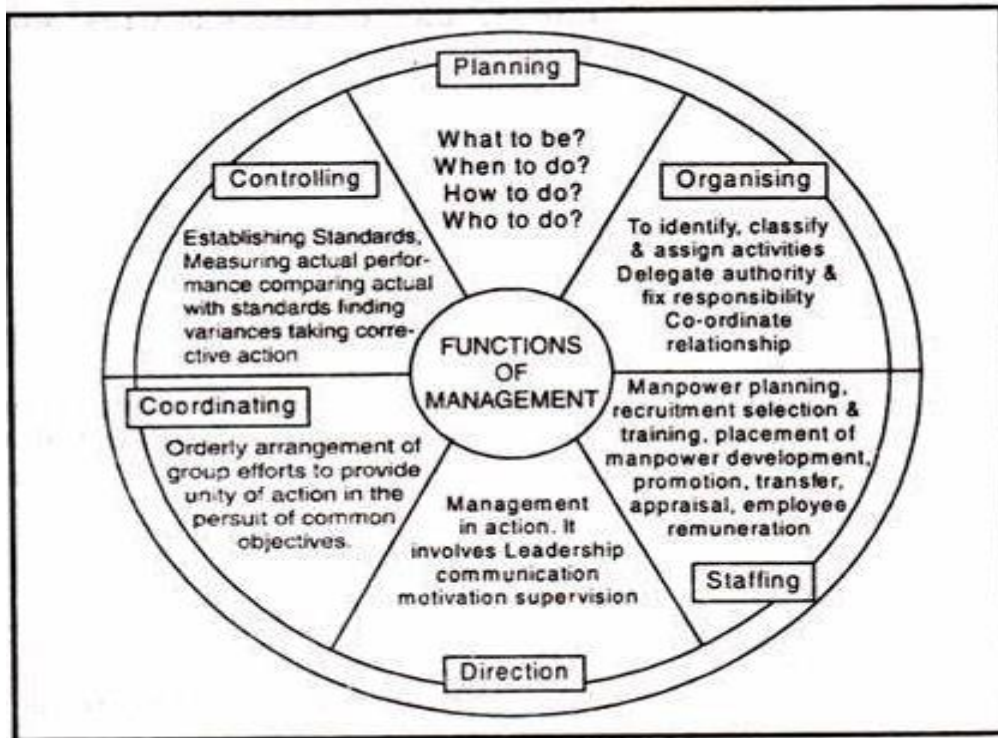 Planning
What to be?
When to do?
How to do?
Who to do?
Organising
To identify, classify
& assign activities
Delegate authority &
fix responsibility
Co-ordinate
relationship
Manpower planning,
recruitment selection &
training, placement of
manpower development,
promotion, transfer,
appraisal, employee
remuneration
Staffing
Management
in action. It
involves Leadership
communication
motivation supervision
Direction
Coordinating
Orderly arrangement of
group efforts to provide
unity of action in the
persuit of common
objectives.
Controlling
Establishing Standards,
Measuring actual perfor-
mance comparing actual
with standards finding
variances taking corre-
ctive action
FUNCTIONS
OF
MANAGEMENT